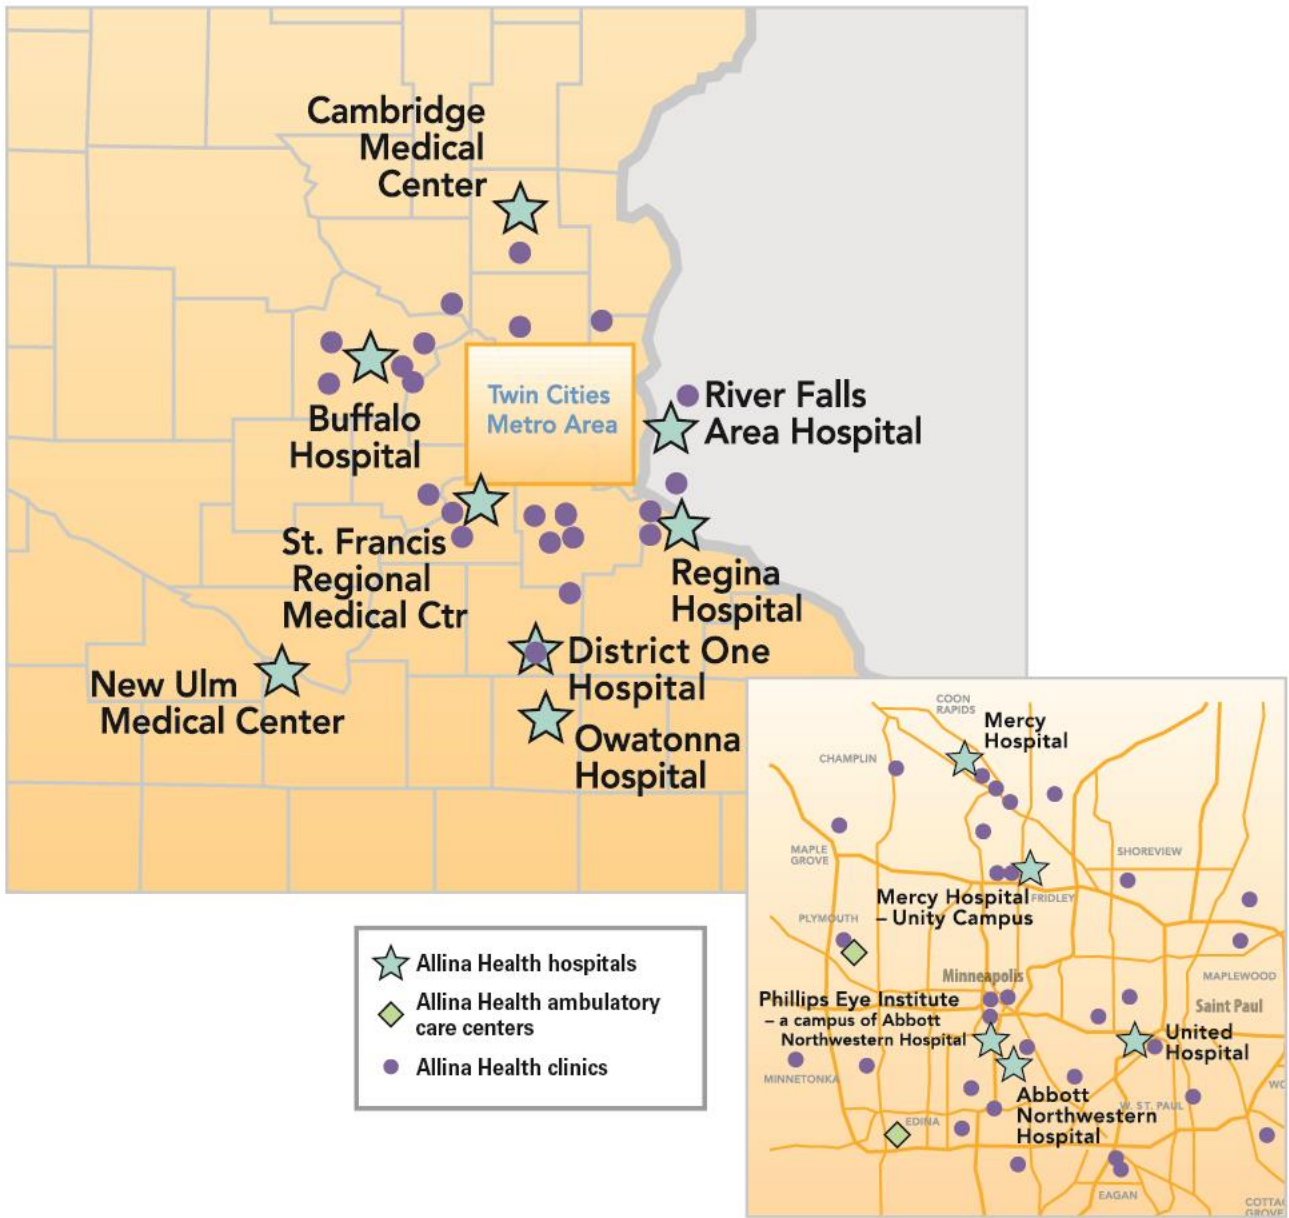 Cambridge
Medical
Center
Twin Cities
Metro Area
River Falls
Area Hospital
Buffalo
Hospital
St. Francis
Regional
Medical Ctr
Regina
Hospital
District One
Hospital
New Ulm
Medical Center
Owatonna
Hospital
COON
RAPIDS
Mercy
Hospital
CHAMPLIN
MAPLE
GROVE
SHOREVIEW
Mercy Hospital
– Unity Campus
FRIDLEY
PLYMOUTH
Minneapolis
MAPLEWOOD
Phillips Eye Institute
– a campus of Abbott
Northwestern Hospital
Saint Paul
United
Hospital
MINNETONKA
WO
Abbott
Northwestern
Hospital
W. ST. PAUL
EDINA
EAGAN
COTTAG
GROVE
Allina Health hospitals
Allina Health ambulatory
care centers
Allina Health clinics